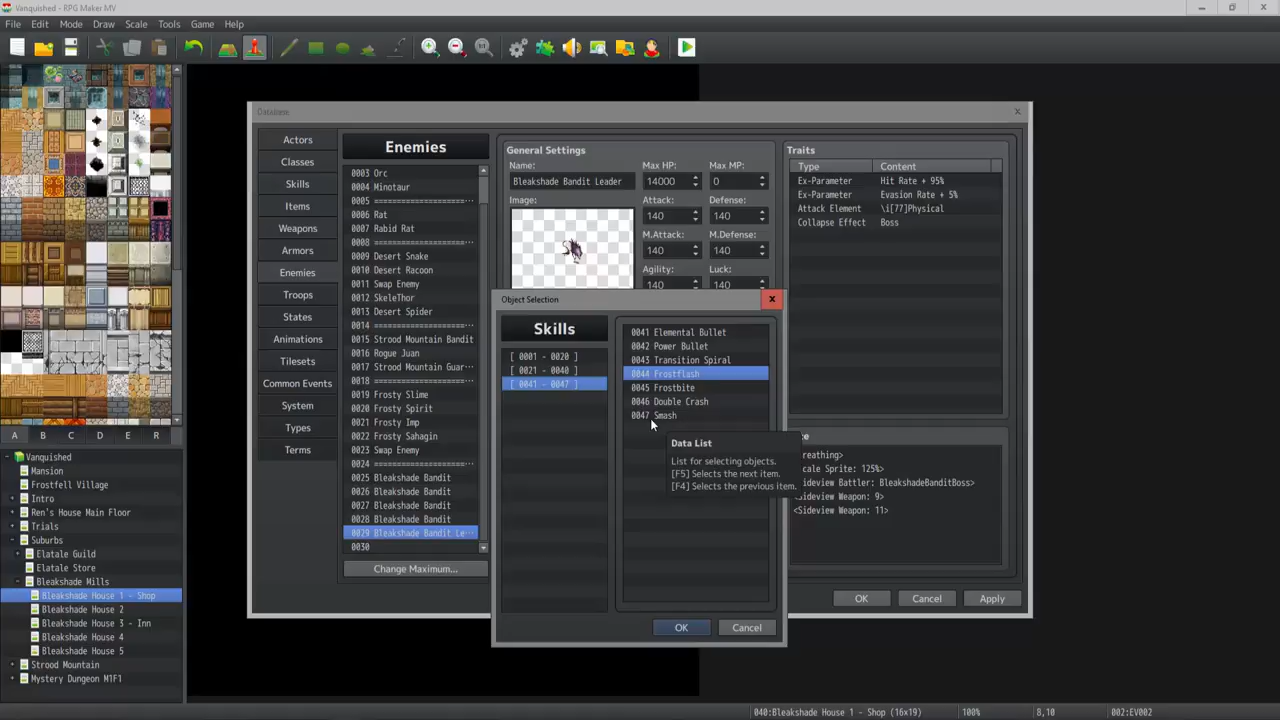 Vanquished - RPG Maker MV
File Edit Mode Draw Scale Tools Game Help
Database
Actors
Classes
Skills
Items
Weapons
Armors
Enemies
Troops
States
Animations
Tilesets
Common Events
System
Types
Terms
Enemies
0003 Orc
0004 Minotaur
0005 ====================...
0006 Rat
0007 Rabid Rat
0008 ====================...
0009 Desert Snake
0010 Desert Racoon
0011 Swap Enemy
0012 SkeleThor
0013 Desert Spider
0014 ====================...
0015 Strood Mountain Bandit
0016 Rogue Juan
0017 Strood Mountain Guar...
0018 ====================...
0019 Frosty Slime
0020 Frosty Spirit
0021 Frosty Imp
0022 Frosty Sahagin
0023 Swap Enemy
0024 ====================...
0025 Bleakshade Bandit
0026 Bleakshade Bandit
0027 Bleakshade Bandit
0028 Bleakshade Bandit
0029 Bleakshade Bandit Le...
0030
Change Maximum...
General Settings
Name: Max HP: Max MP:
Bleakshade Bandit Leader 14000 0
Image: Attack: Defense:
140 140
M.Attack: M.Defense:
140 140
Agility: Luck:
140 140
Traits
Type Content
Ex-Parameter Hit Rate + 95%
Ex-Parameter Evasion Rate + 5%
Attack Element \i[77]Physical
Collapse Effect Boss
Object Selection
Skills
[ 0001 - 0020 ]
[ 0021 - 0040 ]
[ 0041 - 0047 ]
0041 Elemental Bullet
0042 Power Bullet
0043 Transition Spiral
0044 Frostflash
0045 Frostbite
0046 Double Crash
0047 Smash
Data List
List for selecting objects.
[F5] Selects the next item.
[F4] Selects the previous item.
OK Cancel
te
reathing>
cale Sprite: 125%>
ideview Battler: BleakshadeBanditBoss>
<Sideview Weapon: 9>
<Sideview Weapon: 11>
OK Cancel Apply
A B C D E R
Vanquished
Mansion
Frostfell Village
Intro
Ren's House Main Floor
Trials
Suburbs
Elatale Guild
Elatale Store
Bleakshade Mills
Bleakshade House 1 - Shop
Bleakshade House 2
Bleakshade House 3 - Inn
Bleakshade House 4
Bleakshade House 5
Strood Mountain
Mystery Dungeon M1F1
040:Bleakshade House 1 - Shop (16x19) 100% 8,10 002:EV002